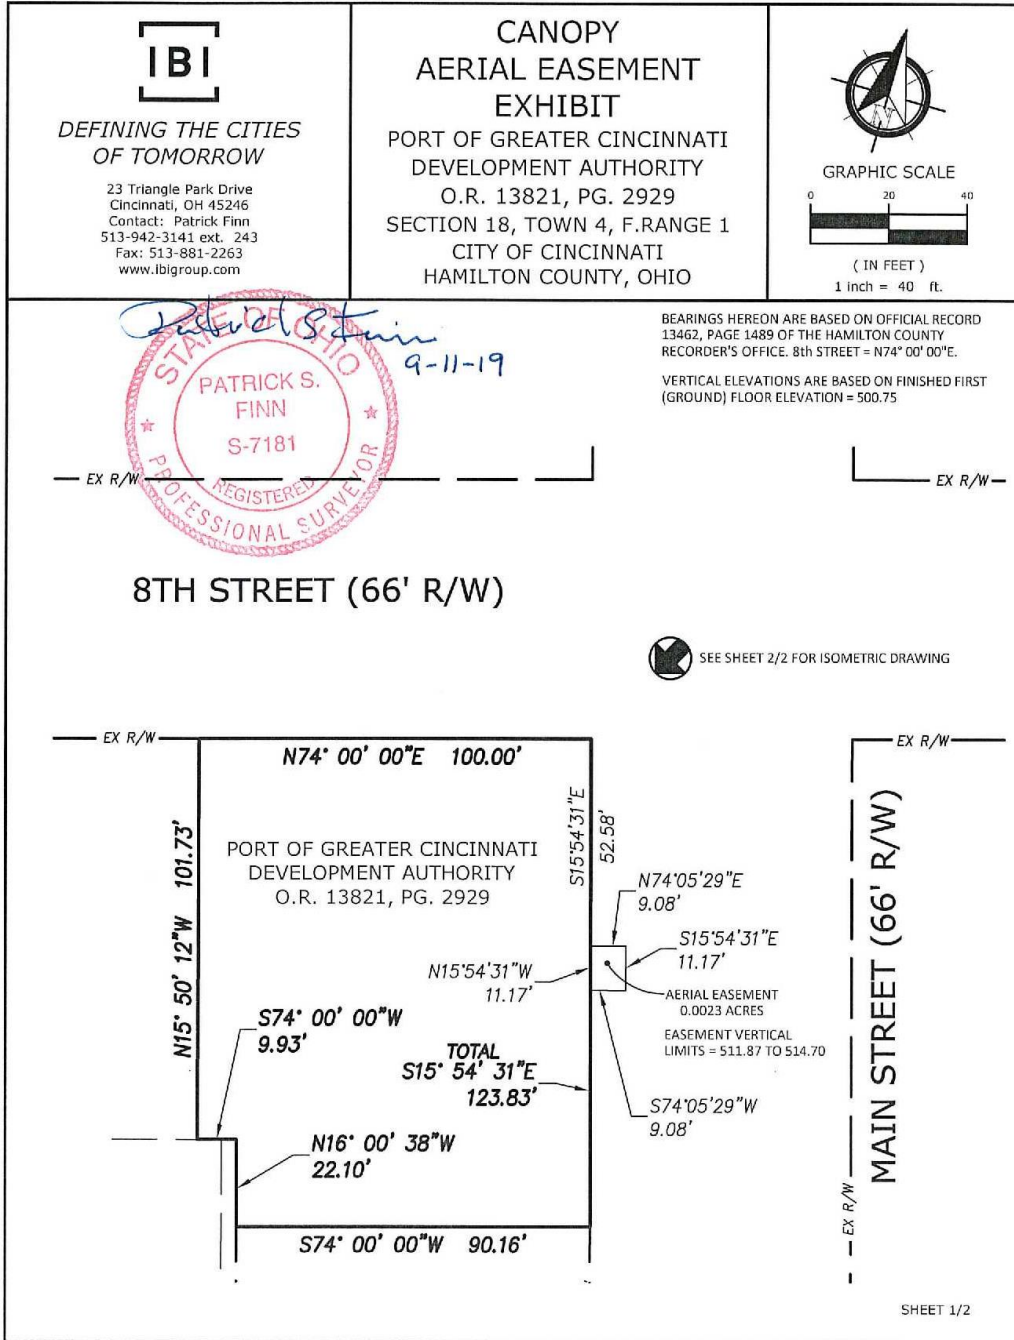 IBI
DEFINING THE CITIES
OF TOMORROW
23 Triangle Park Drive
Cincinnati, OH 45246
Contact: Patrick Finn
513-942-3141 ext. 243
Fax: 513-881-2263
www.ibigroup.com
CANOPY
AERIAL EASEMENT
EXHIBIT
PORT OF GREATER CINCINNATI
DEVELOPMENT AUTHORITY
O.R. 13821, PG. 2929
SECTION 18, TOWN 4, F.RANGE 1
CITY OF CINCINNATI
HAMILTON COUNTY, OHIO
N
GRAPHIC SCALE
0 20 40
( IN FEET )
1 inch = 40 ft.
Patrick S Finn
9-11-19
STATE OF OHIO
PATRICK S.
FINN
S-7181
REGISTERED
PROFESSIONAL SURVEYOR
BEARINGS HEREON ARE BASED ON OFFICIAL RECORD
13462, PAGE 1489 OF THE HAMILTON COUNTY
RECORDER'S OFFICE. 8th STREET = N74° 00' 00"E.
VERTICAL ELEVATIONS ARE BASED ON FINISHED FIRST
(GROUND) FLOOR ELEVATION = 500.75
EX R/W
EX R/W
8TH STREET (66' R/W)
SEE SHEET 2/2 FOR ISOMETRIC DRAWING
EX R/W
EX R/W
N74° 00' 00"E 100.00'
S15°54'31"E
52.58'
N15° 50' 12"W 101.73'
PORT OF GREATER CINCINNATI
DEVELOPMENT AUTHORITY
O.R. 13821, PG. 2929
N74°05'29"E
9.08'
S15°54'31"E
11.17'
N15°54'31"W
11.17'
AERIAL EASEMENT
0.0023 ACRES
EASEMENT VERTICAL
LIMITS = 511.87 TO 514.70
S74° 00' 00"W
9.93'
TOTAL
S15° 54' 31"E
123.83'
S74°05'29"W
9.08'
N16° 00' 38"W
22.10'
S74° 00' 00"W 90.16'
MAIN STREET (66' R/W)
EX R/W
SHEET 1/2